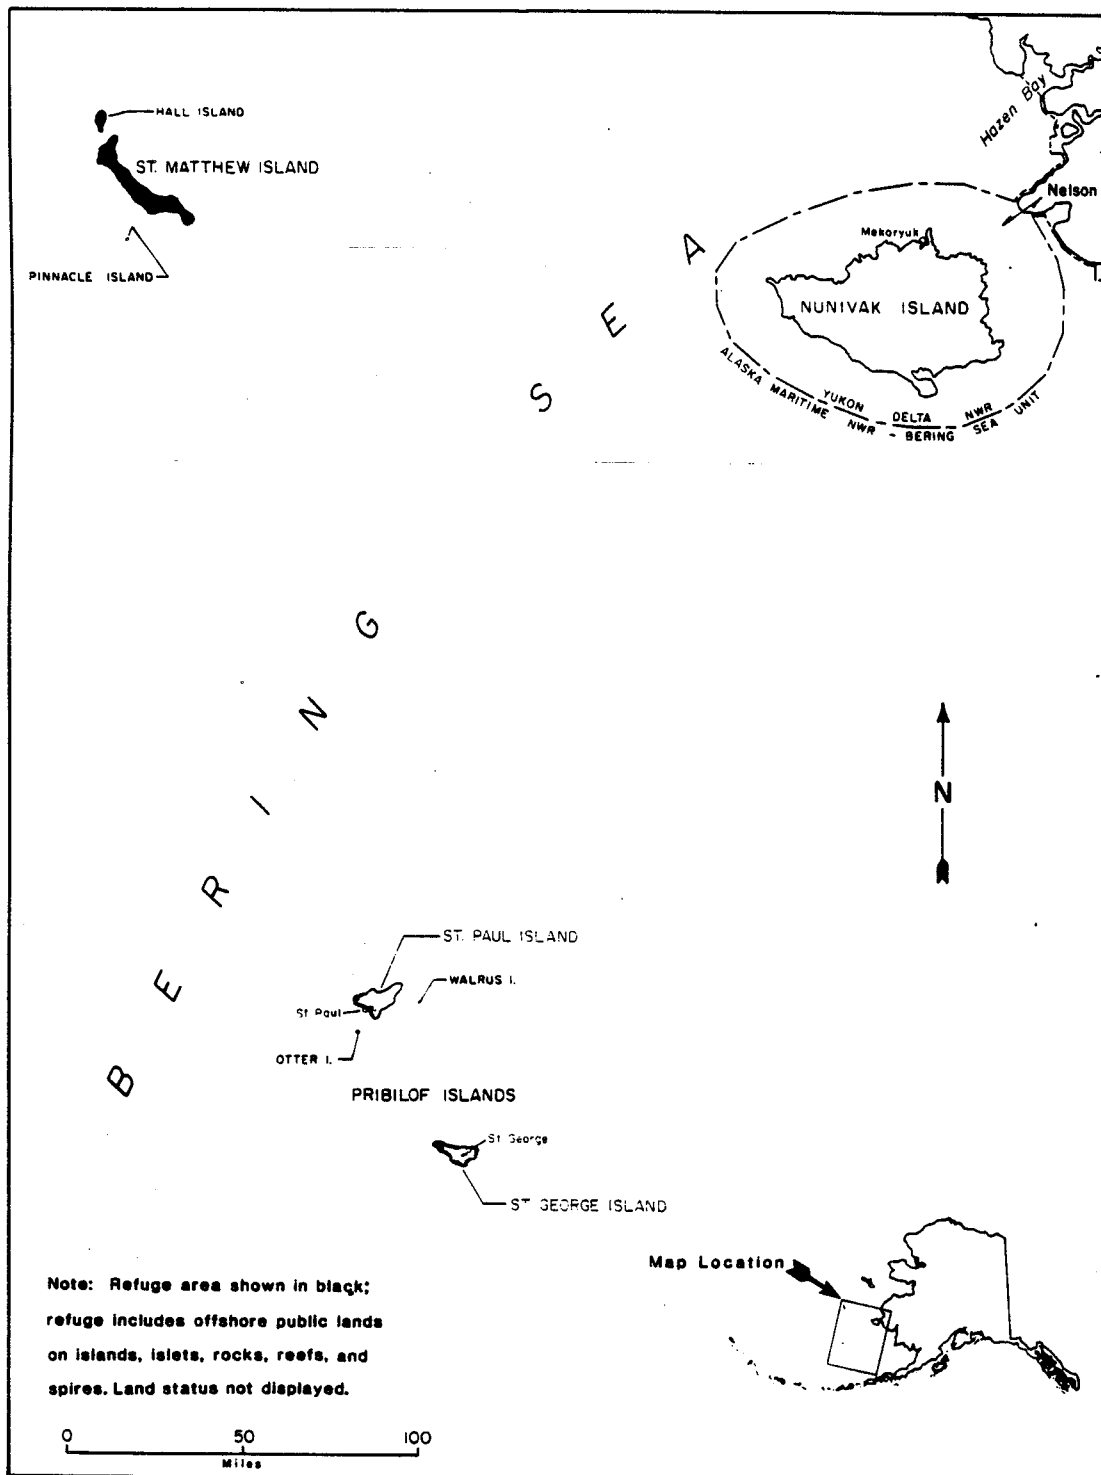 HALL ISLAND
ST. MATTHEW ISLAND
PINNACLE ISLAND
Hazen Bay
Nelson
Mekoryuk
NUNIVAK ISLAND
YUKON DELTA NWR
ALASKA MARITIME NWR - BERING SEA UNIT
BERING SEA
N
ST. PAUL ISLAND
WALRUS I.
St Paul
OTTER I.
PRIBILOF ISLANDS
St George
ST GEORGE ISLAND
Map Location
Note: Refuge area shown in black;
refuge includes offshore public lands
on islands, islets, rocks, reefs, and
spires. Land status not displayed.
0 50 100
Miles